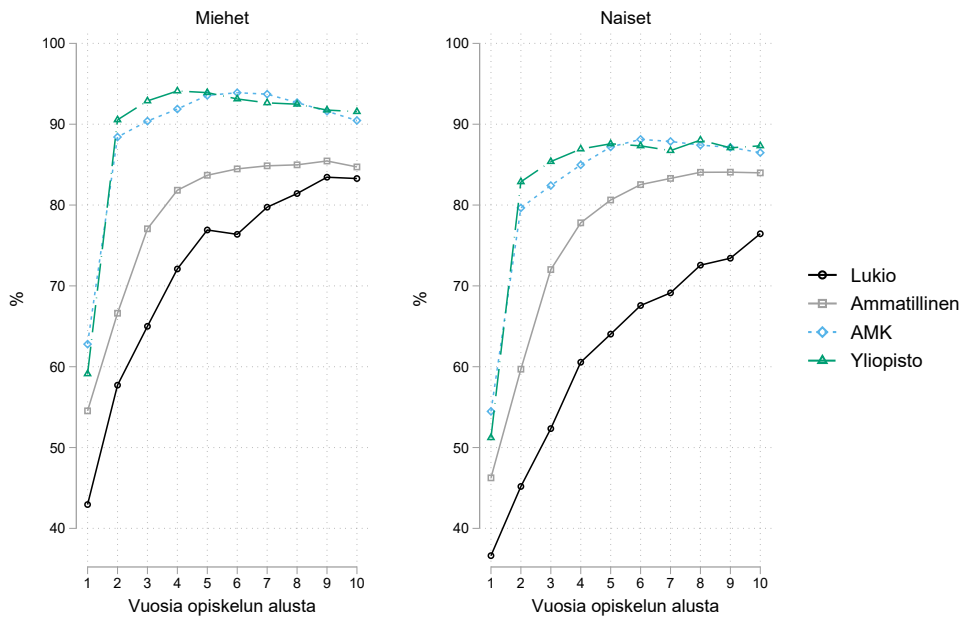 Miehet
Naiset
100
90
80
70
60
50
40
%
1 2 3 4 5 6 7 8 9 10
Vuosia opiskelun alusta
100
90
80
70
60
50
40
%
1 2 3 4 5 6 7 8 9 10
Vuosia opiskelun alusta
Lukio
Ammatillinen
AMK
Yliopisto